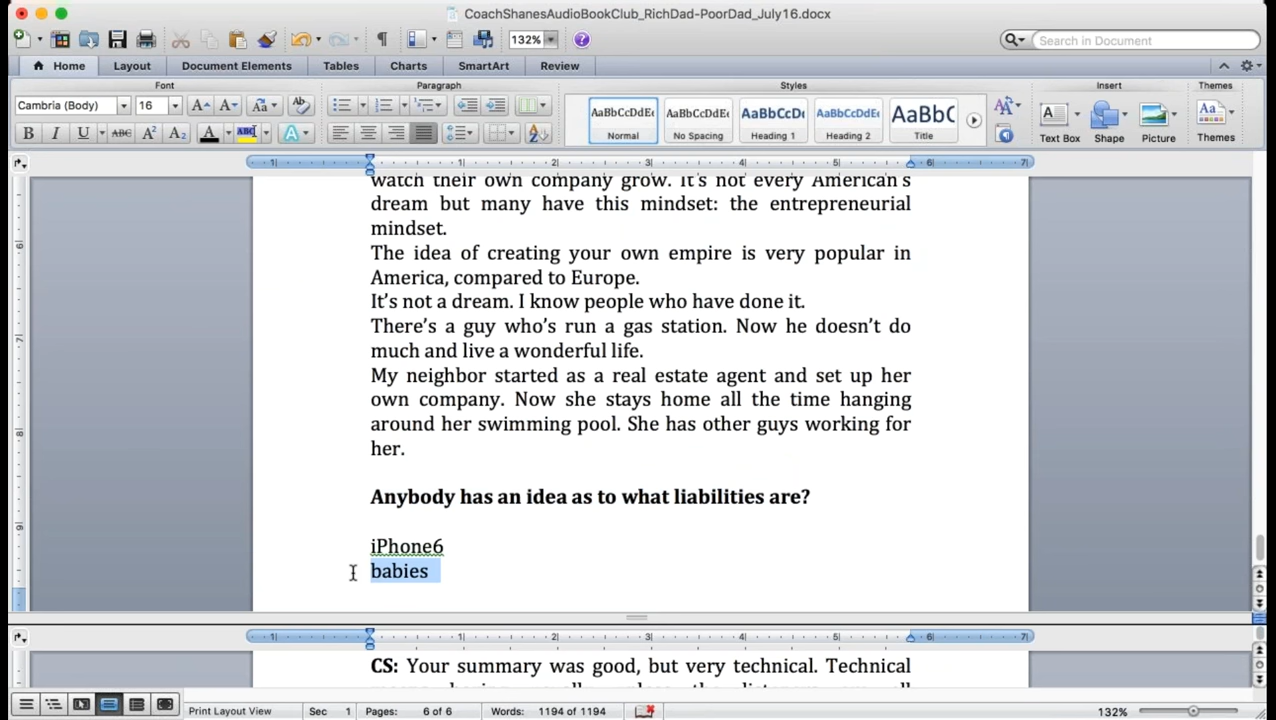 CoachShanesAudioBookClub_RichDad-PoorDad_July16.docx
132%
Search in Document
Home Layout Document Elements Tables Charts SmartArt Review
Font Paragraph Styles Insert Themes
Cambria (Body) 16
AaBbCcDdEe AaBbCcDdEe AaBbCcDc AaBbCcDdEe AaBbC
Normal No Spacing Heading 1 Heading 2 Title
Text Box Shape Picture Themes
watch their own company grow. It's not every American's
dream but many have this mindset: the entrepreneurial
mindset.
The idea of creating your own empire is very popular in
America, compared to Europe.
It's not a dream. I know people who have done it.
There's a guy who's run a gas station. Now he doesn't do
much and live a wonderful life.
My neighbor started as a real estate agent and set up her
own company. Now she stays home all the time hanging
around her swimming pool. She has other guys working for
her.
Anybody has an idea as to what liabilities are?
iPhone6
babies
CS: Your summary was good, but very technical. Technical
Print Layout View Sec 1 Pages: 6 of 6 Words: 1194 of 1194 132%